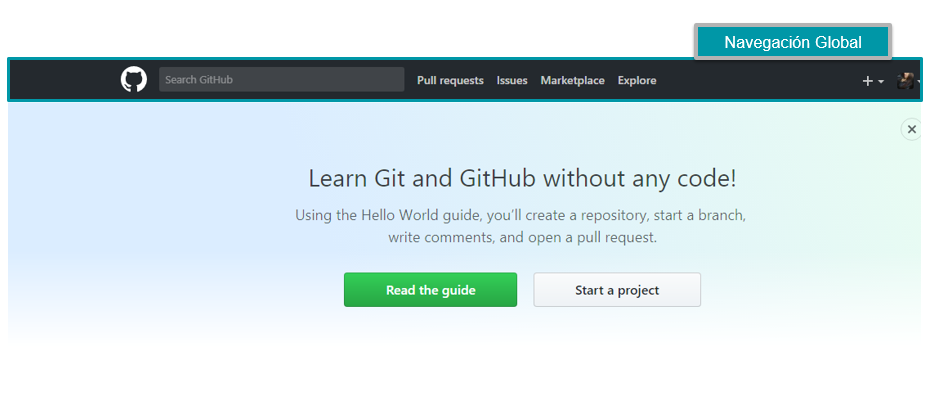 Navegación Global
Search GitHub Pull requests Issues Marketplace Explore
Learn Git and GitHub without any code!
Using the Hello World guide, you’ll create a repository, start a branch,
write comments, and open a pull request.
Read the guide Start a project